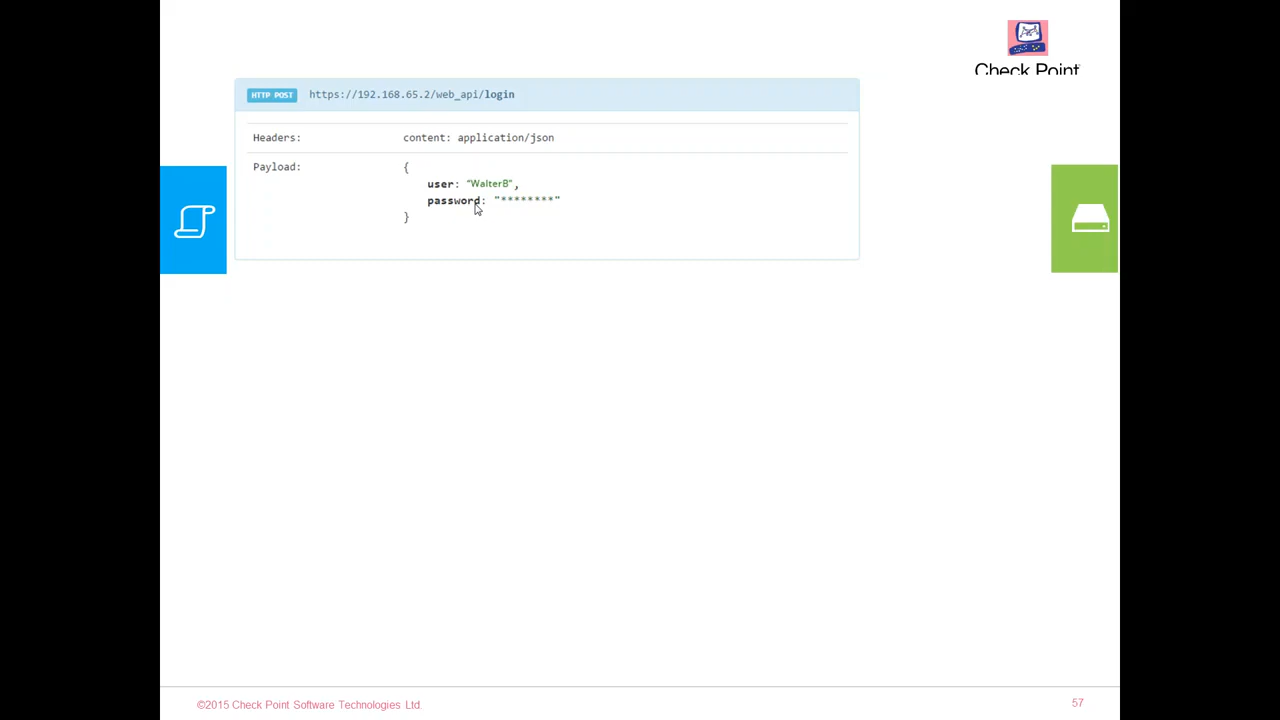 Check Point
HTTP POST https://192.168.65.2/web_api/login
Headers: content: application/json
Payload: {
user: "WalterB",
password: "********"
}
©2015 Check Point Software Technologies Ltd.
57